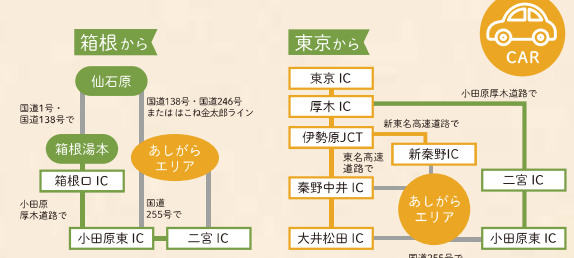 箱根から
仙石原
国道1号・
国道138号で
国道138号・国道246号
または はこね金太郎ライン
箱根湯本
あしがら
エリア
箱根口 IC
小田原
厚木道路で
国道
255号で
小田原東 IC
二宮 IC
東京から
CAR
東京 IC
小田原厚木道路で
厚木 IC
新東名高速道路で
伊勢原JCT
東名高速
道路で
新秦野IC
秦野中井 IC
二宮 IC
あしがら
エリア
大井松田 IC
小田原東 IC
国道255号で